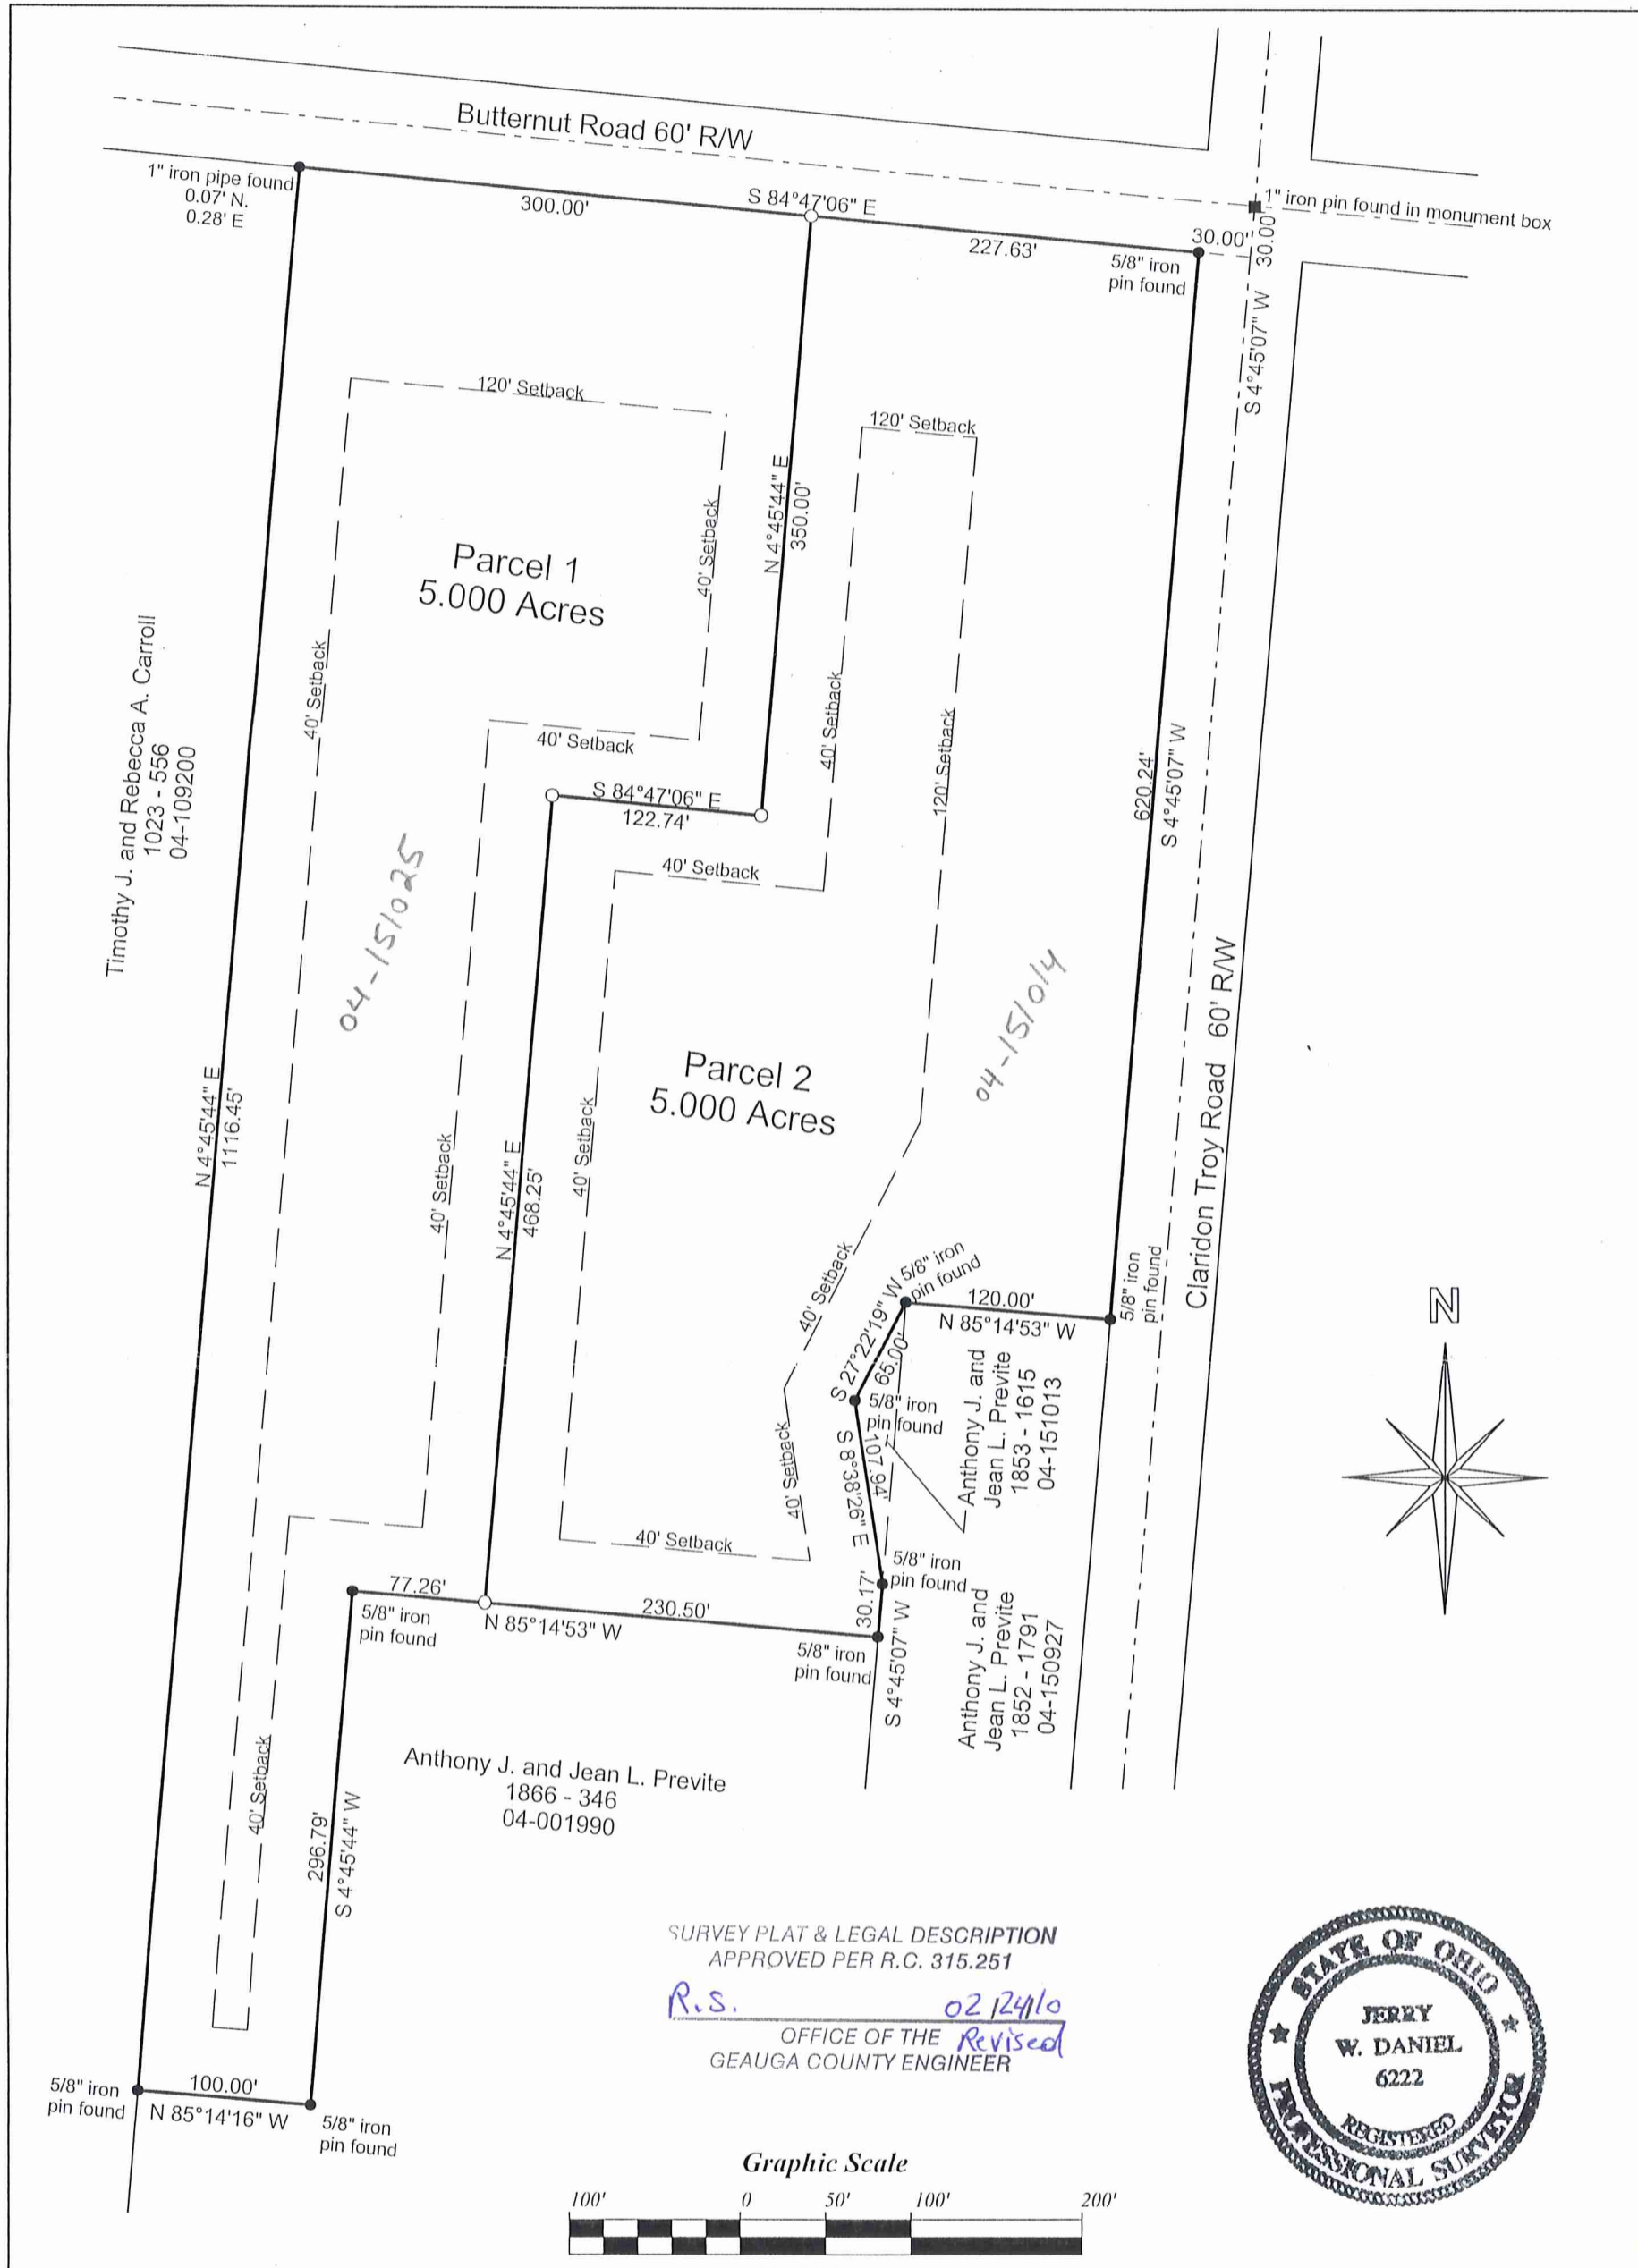 Butternut Road 60' R/W
1" iron pipe found
0.07' N.
0.28' E
300.00'
S 84°47'06" E
227.63'
30.00'
1" iron pin found in monument box
30.00'
5/8" iron
pin found
S 4°45'07" W
120' Setback
120' Setback
N 4°45'44" E
350.00'
40' Setback
Parcel 1
5.000 Acres
40' Setback
40' Setback
40' Setback
120' Setback
Timothy J. and Rebecca A. Carroll
1023 - 556
04-109200
S 84°47'06" E
122.74'
620.24'
S 4°45'07" W
40' Setback
04-151025
04-151014
Parcel 2
5.000 Acres
N 4°45'44" E
1116.45'
40' Setback
N 4°45'44" E
468.25'
40' Setback
Claridon Troy Road 60' R/W
40' Setback
S 27°22'19" W
65.00'
5/8" iron
pin found
120.00'
N 85°14'53" W
5/8" iron
pin found
N
5/8" iron
pin found
Anthony J. and
Jean L. Previte
1853 - 1615
04-151013
40' Setback
S 8°38'26" E
107.94'
40' Setback
5/8" iron
pin found
77.26'
5/8" iron
pin found
N 85°14'53" W
230.50'
30.17'
S 4°45'07" W
5/8" iron
pin found
Anthony J. and
Jean L. Previte
1852 - 1791
04-150927
40' Setback
296.79'
S 4°45'44" W
Anthony J. and Jean L. Previte
1866 - 346
04-001990
SURVEY PLAT & LEGAL DESCRIPTION
APPROVED PER R.C. 315.251
R.S. 02/24/10
OFFICE OF THE Revised
GEAUGA COUNTY ENGINEER
STATE OF OHIO
JERRY
W. DANIEL
6222
REGISTERED
PROFESSIONAL SURVEYOR
5/8" iron
pin found
100.00'
N 85°14'16" W
5/8" iron
pin found
Graphic Scale
100' 0 50' 100' 200'